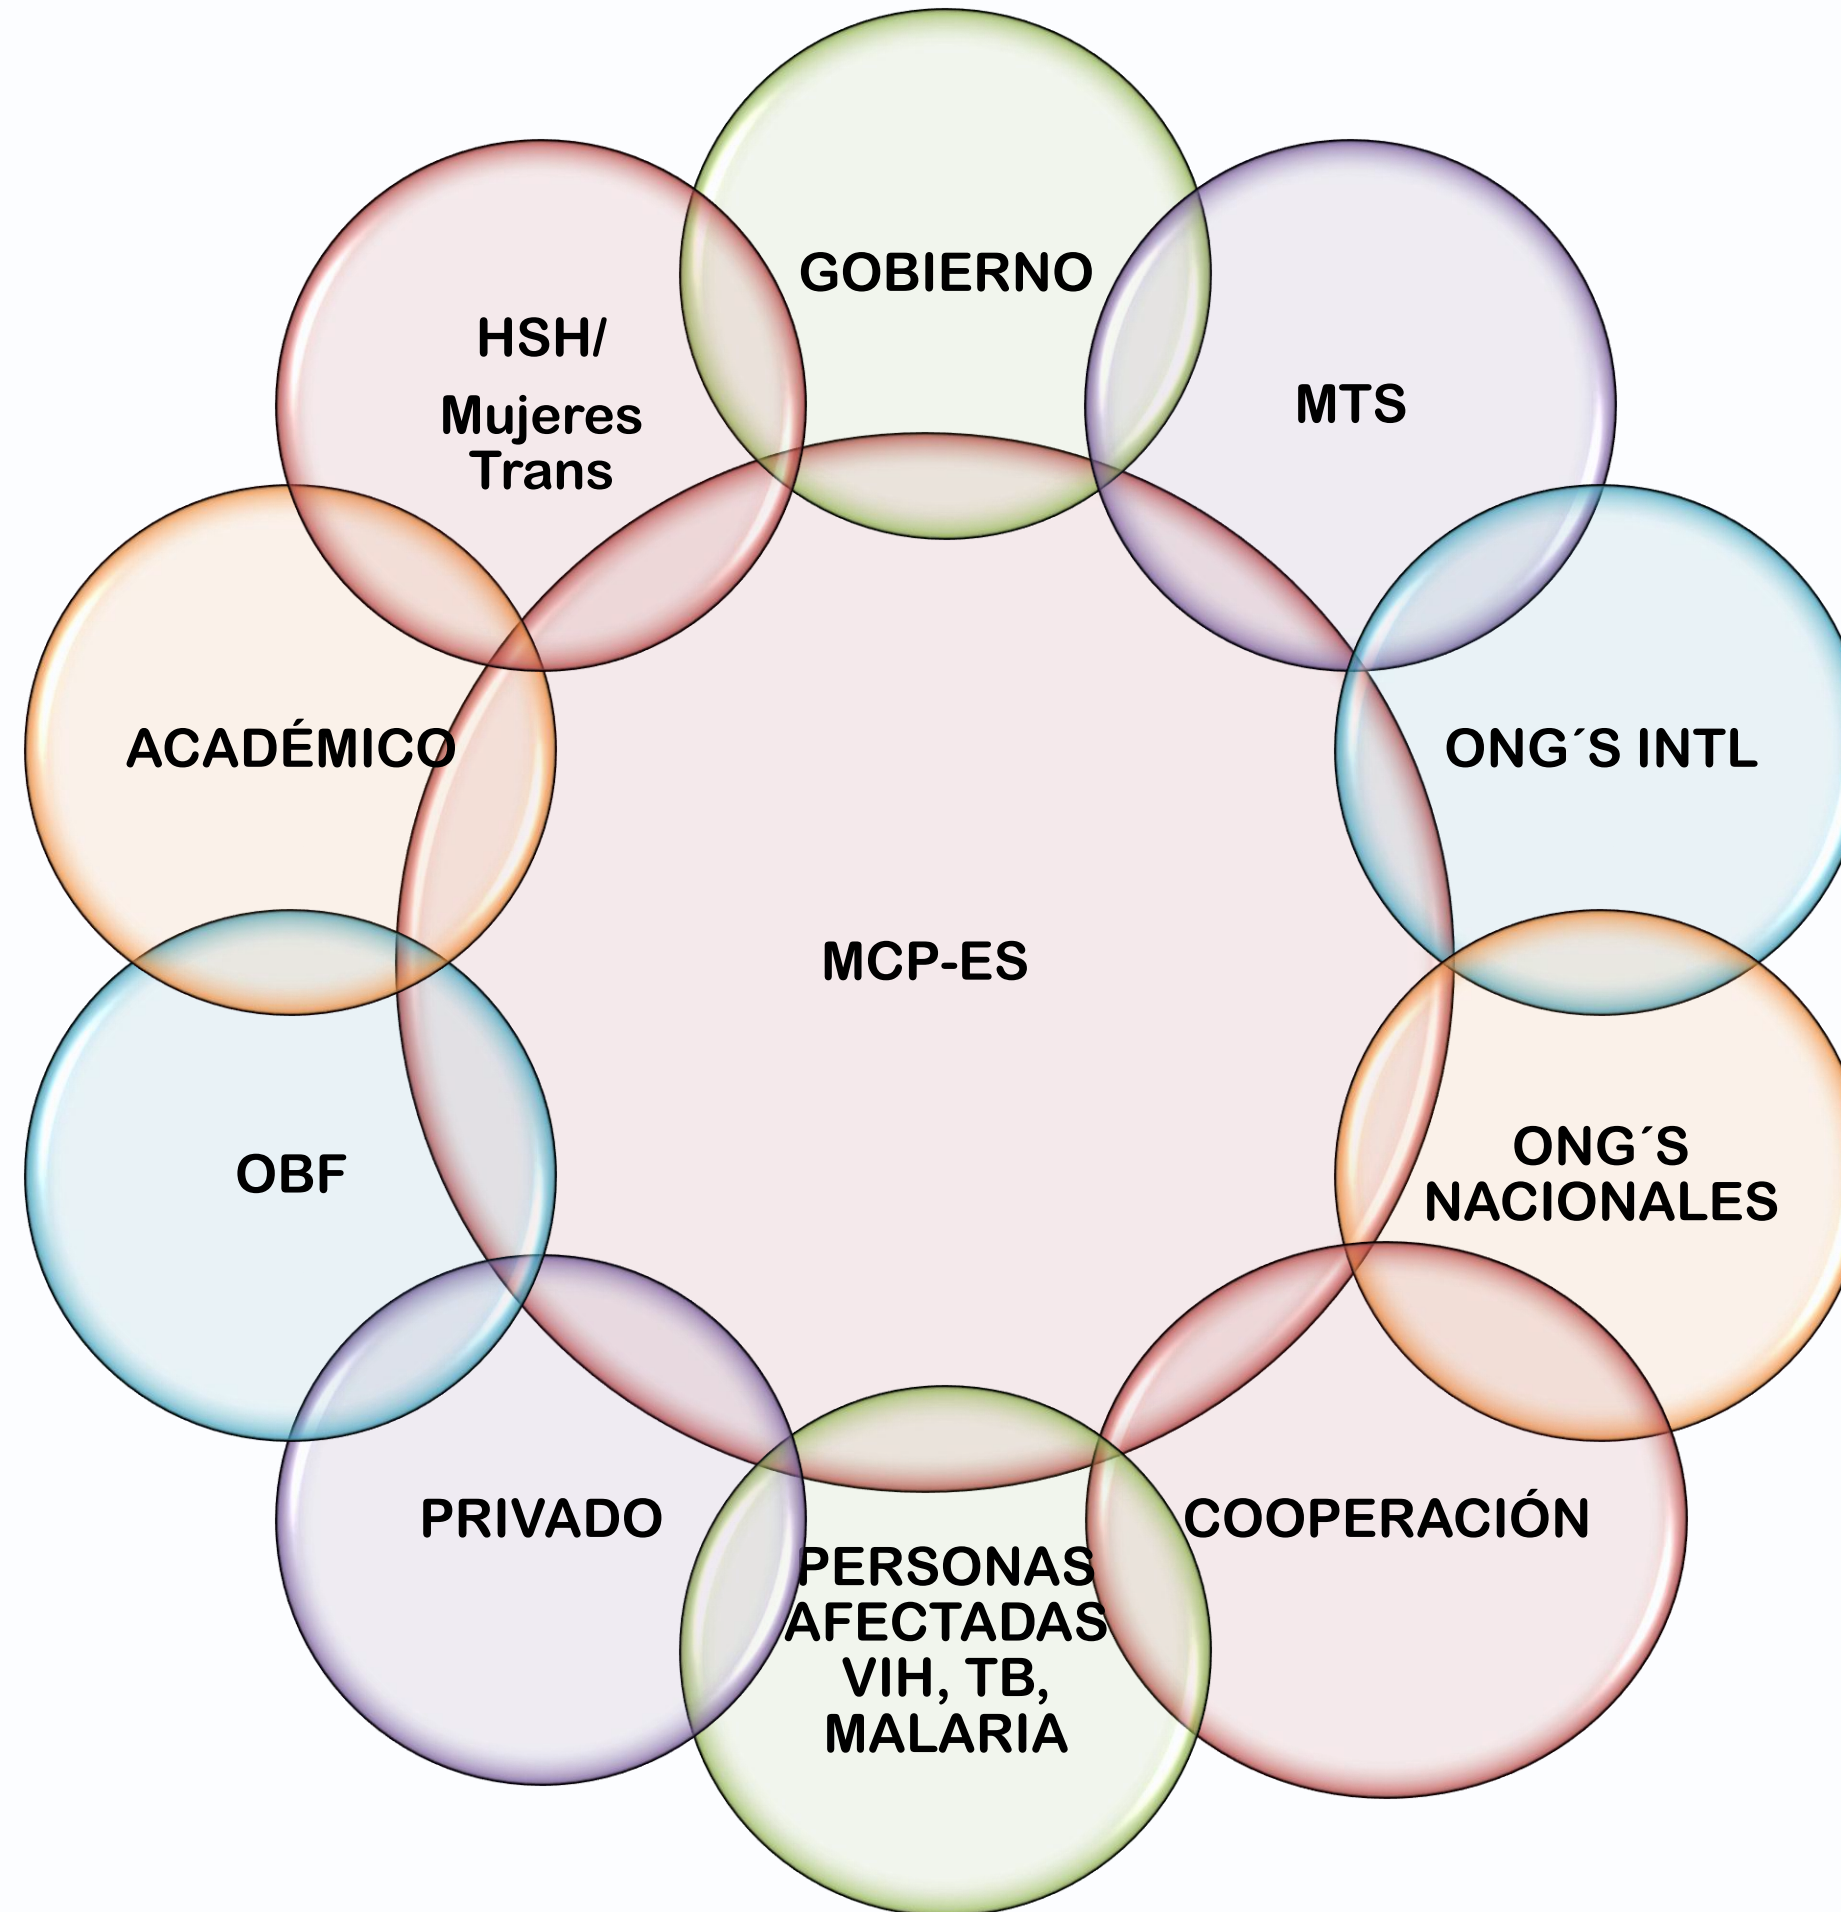 GOBIERNO
HSH/
Mujeres
Trans
MTS
ACADÉMICO
ONG´S INTL
MCP-ES
OBF
ONG´S
NACIONALES
PRIVADO
COOPERACIÓN
PERSONAS
AFECTADAS
VIH, TB,
MALARIA